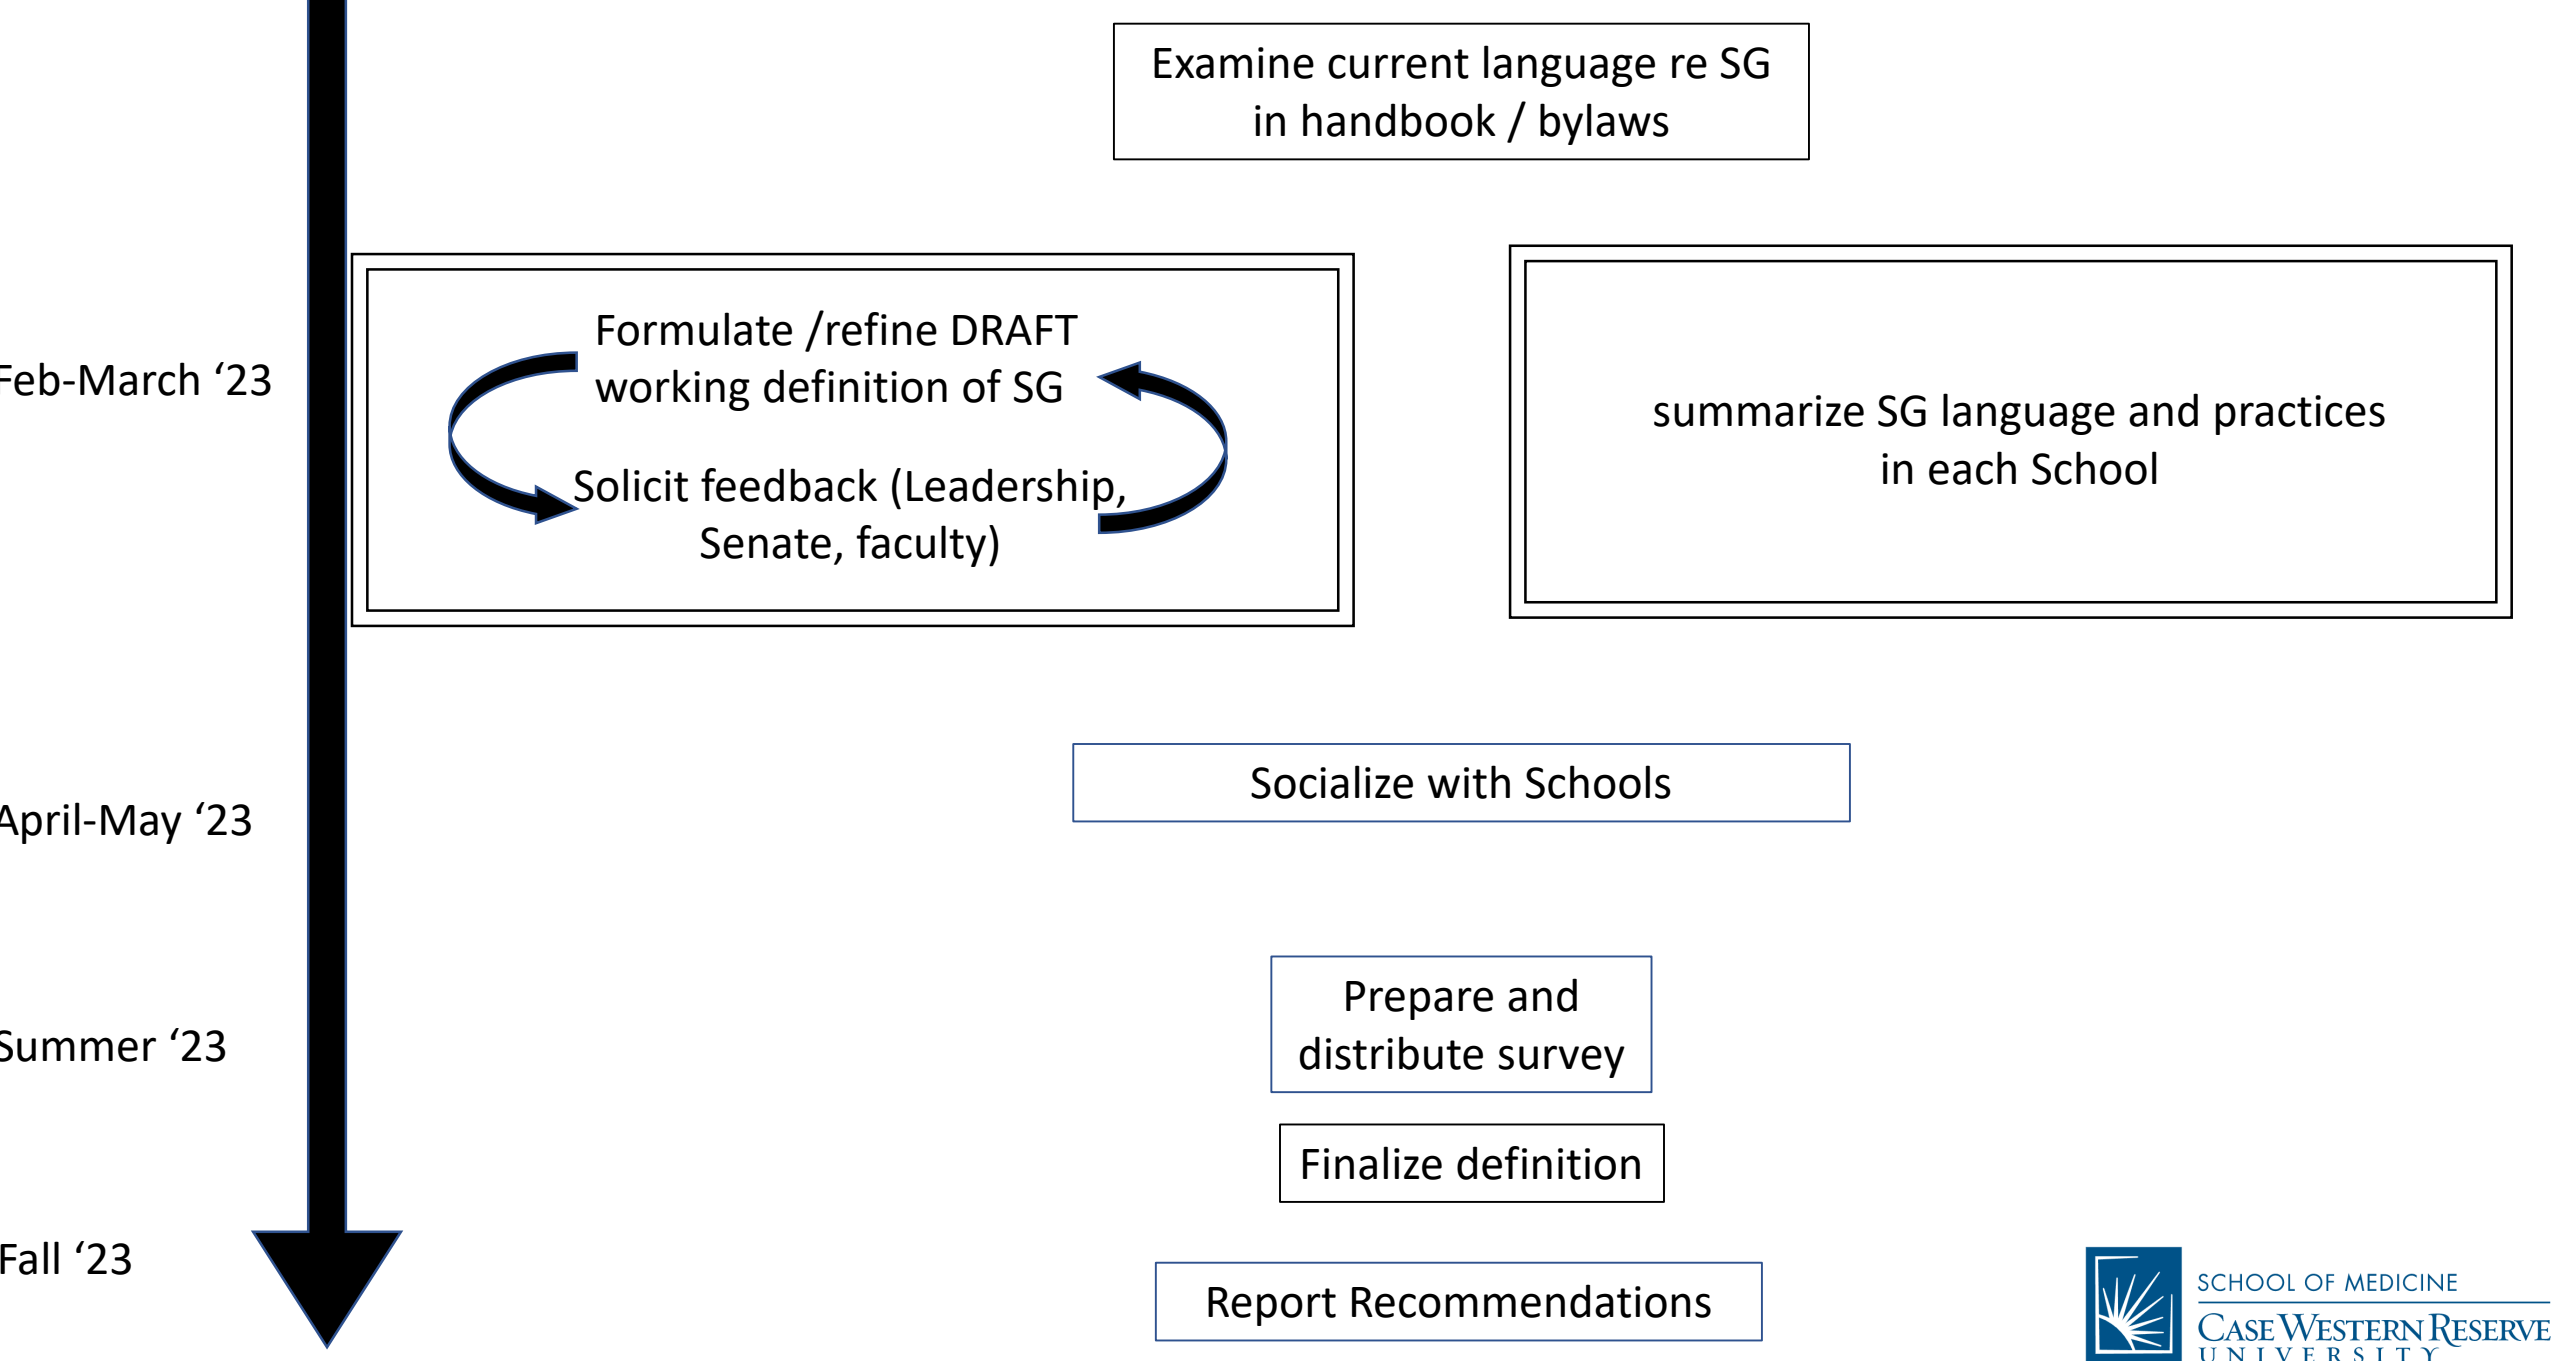 Examine current language re SG
in handbook / bylaws
Feb-March ‘23
Formulate /refine DRAFT
working definition of SG
Solicit feedback (Leadership,
Senate, faculty)
summarize SG language and practices
in each School
April-May ‘23
Socialize with Schools
Summer ‘23
Prepare and
distribute survey
Finalize definition
Fall ‘23
Report Recommendations
SCHOOL OF MEDICINE
CASE WESTERN RESERVE
UNIVERSITY